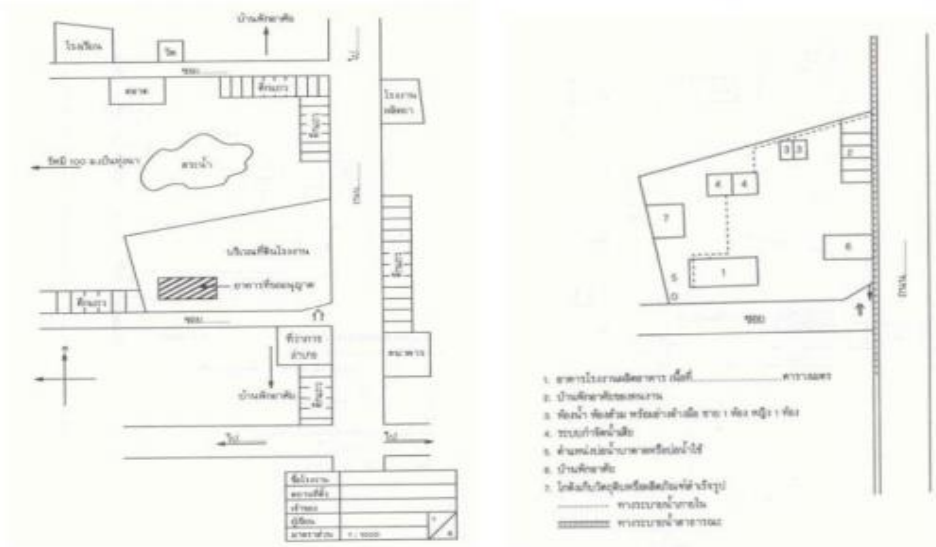 บ้านพักอาศัย
โรงเรียน
วัด
ไป
ซอย
ตลาด
ตึกแถว
โรงงาน
ผลิตยา
ตึกแถว
รัศมี 100 ม.เป็นทุ่งนา
สระน้ำ
ถนน
บริเวณที่ดินโรงงาน
ตึกแถว
อาคารที่ขออนุญาต
ตึกแถว
ซอย
ที่ว่าการ
อำเภอ
ธนาคาร
บ้านพักอาศัย
ตึกแถว
ไป
ไป
ชื่อโรงงาน
สถานที่ตั้ง
เจ้าของ
ผู้เขียน
มาตราส่วน 1 : 1000
3 3
2
4 4
7
6
5
1
ถนน
ซอย
1. อาคารโรงงานผลิตอาหาร เนื้อที่ ตารางเมตร
2. บ้านพักอาศัยของคนงาน
3. ห้องน้ำ ห้องส้วม พร้อมอ่างล้างมือ ชาย 1 ห้อง หญิง 1 ห้อง
4. ระบบกำจัดน้ำเสีย
5. ตำแหน่งบ่อน้ำบาดาลหรือบ่อน้ำใช้
6. บ้านพักอาศัย
7. โกดังเก็บวัตถุดิบหรือผลิตภัณฑ์สำเร็จรูป
ทางระบายน้ำภายใน
ทางระบายน้ำสาธารณะ